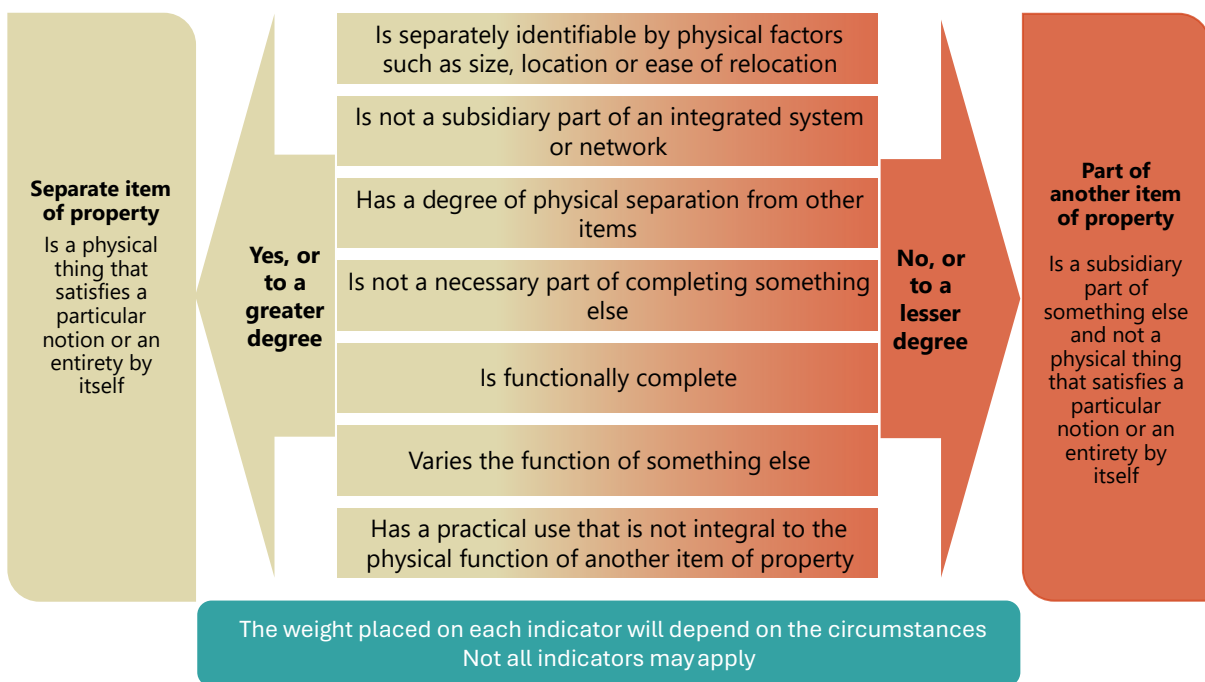 Separate item
of property
Is a physical
thing that
satisfies a
particular
notion or an
entirety by
itself
Yes, or
to a
greater
degree
Is separately identifiable by physical factors
such as size, location or ease of relocation
Is not a subsidiary part of an integrated system
or network
Has a degree of physical separation from other
items
Is not a necessary part of completing something
else
Is functionally complete
Varies the function of something else
Has a practical use that is not integral to the
physical function of another item of property
No, or
to a
lesser
degree
Part of
another item
of property
Is a subsidiary
part of
something else
and not a
physical thing
that satisfies a
particular
notion or an
entirety by
itself
The weight placed on each indicator will depend on the circumstances
Not all indicators may apply